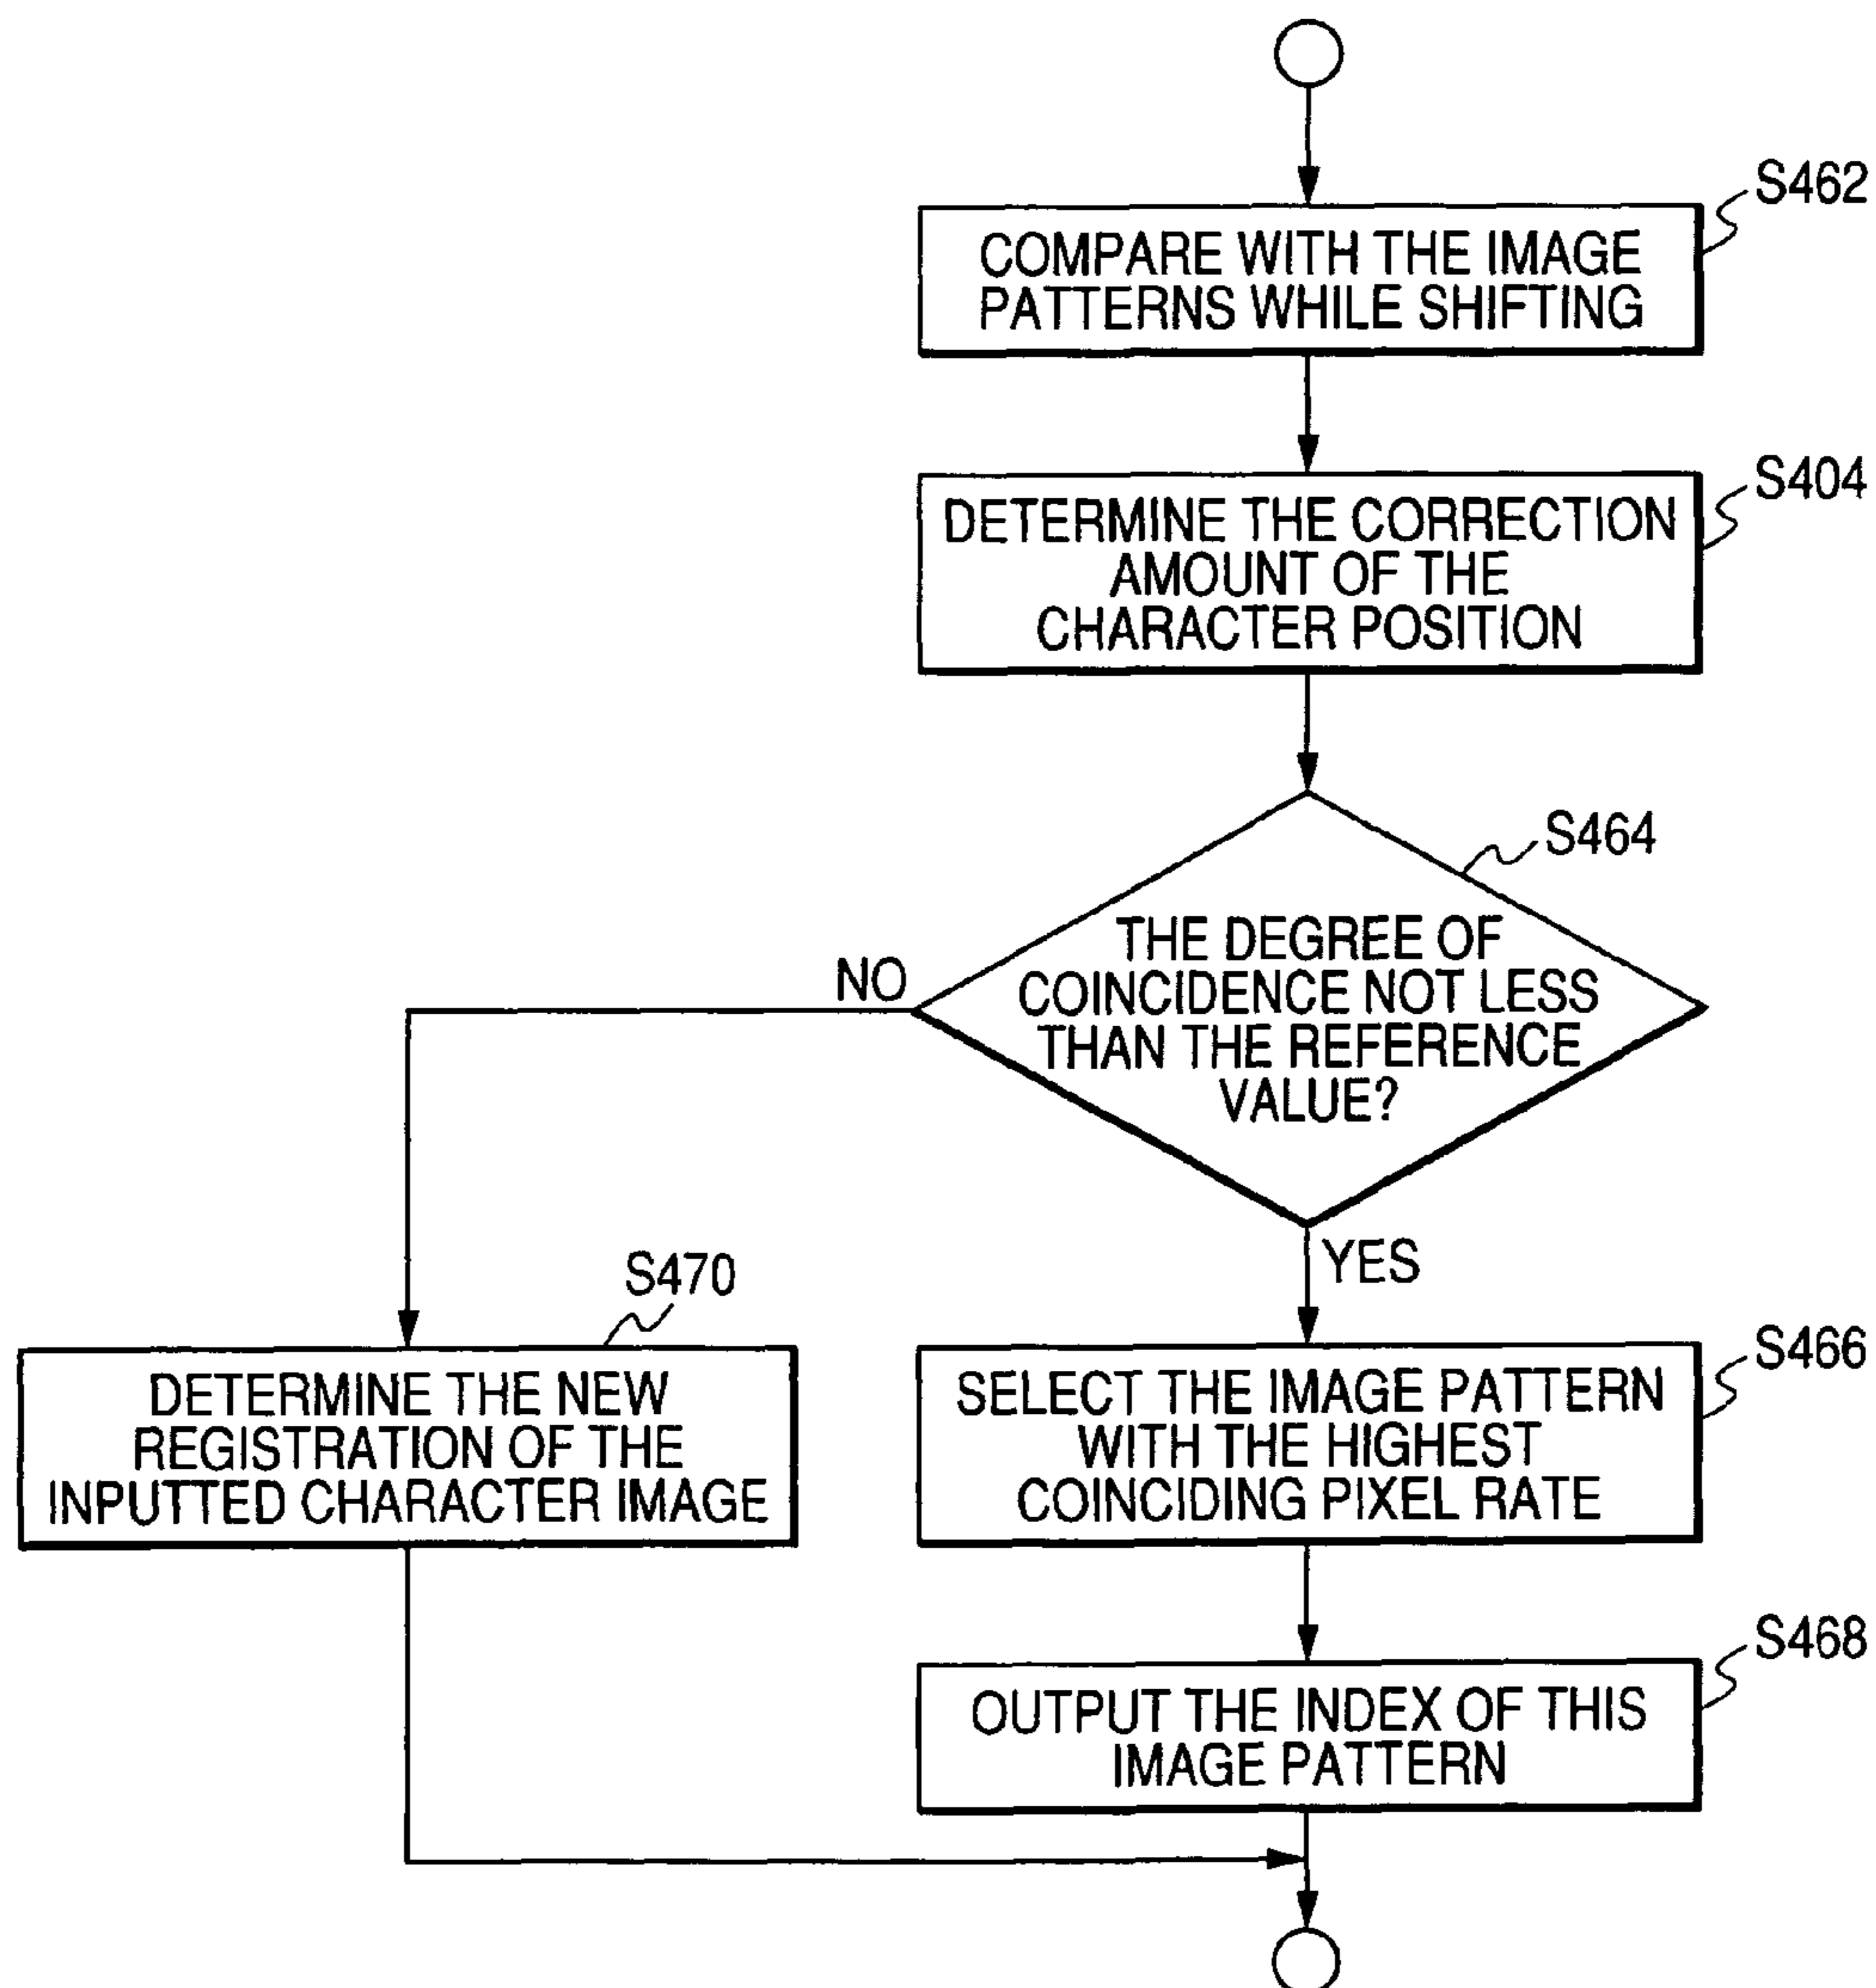 S462
COMPARE WITH THE IMAGE
PATTERNS WHILE SHIFTING
S404
DETERMINE THE CORRECTION
AMOUNT OF THE
CHARACTER POSITION
S464
THE DEGREE OF
COINCIDENCE NOT LESS
THAN THE REFERENCE
VALUE?
NO
YES
S470
DETERMINE THE NEW
REGISTRATION OF THE
INPUTTED CHARACTER IMAGE
S466
SELECT THE IMAGE PATTERN
WITH THE HIGHEST
COINCIDING PIXEL RATE
S468
OUTPUT THE INDEX OF THIS
IMAGE PATTERN